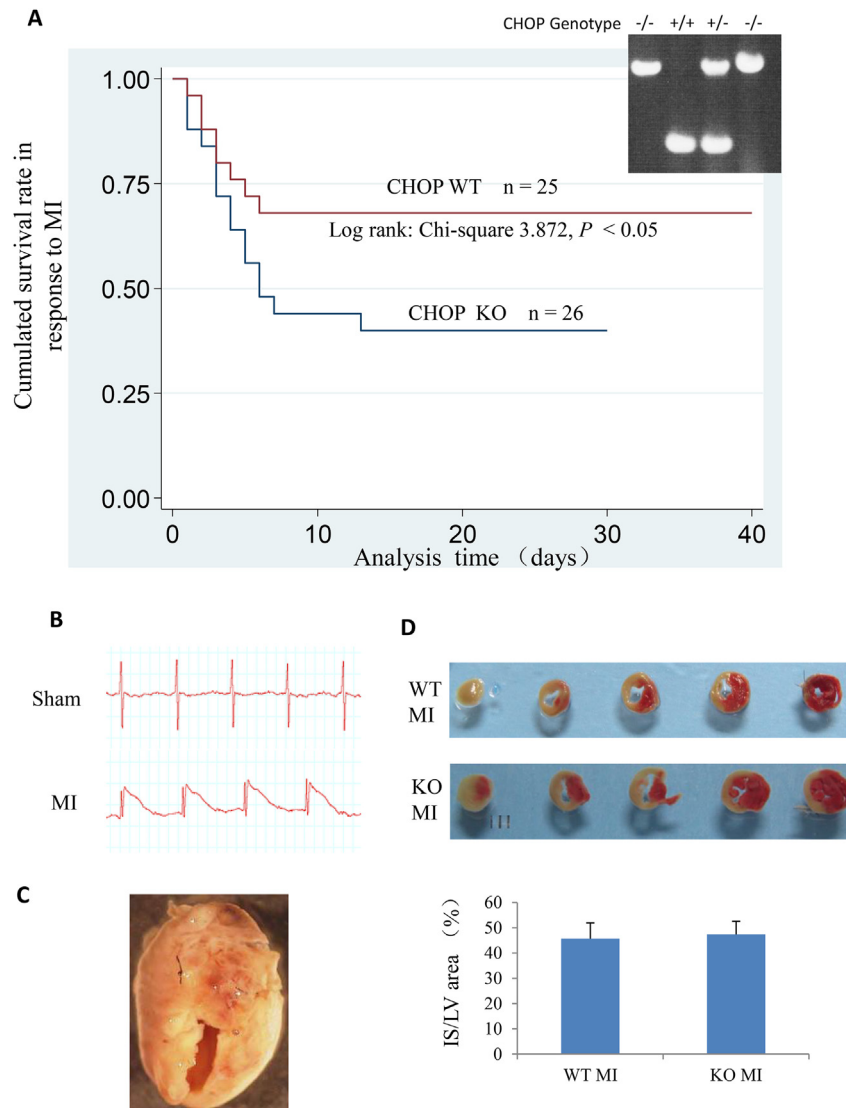 A
CHOP Genotype -/- +/+ +/- -/-
Cumulated survival rate in
response to MI
1.00
0.75
0.50
0.25
0.00
CHOP WT n = 25
Log rank: Chi-square 3.872, P < 0.05
CHOP KO n = 26
0 10 20 30 40
Analysis time （days）
B
Sham
MI
C
D
WT
MI
KO
MI
IS/LV area （%）
60
50
40
30
20
10
0
WT MI KO MI